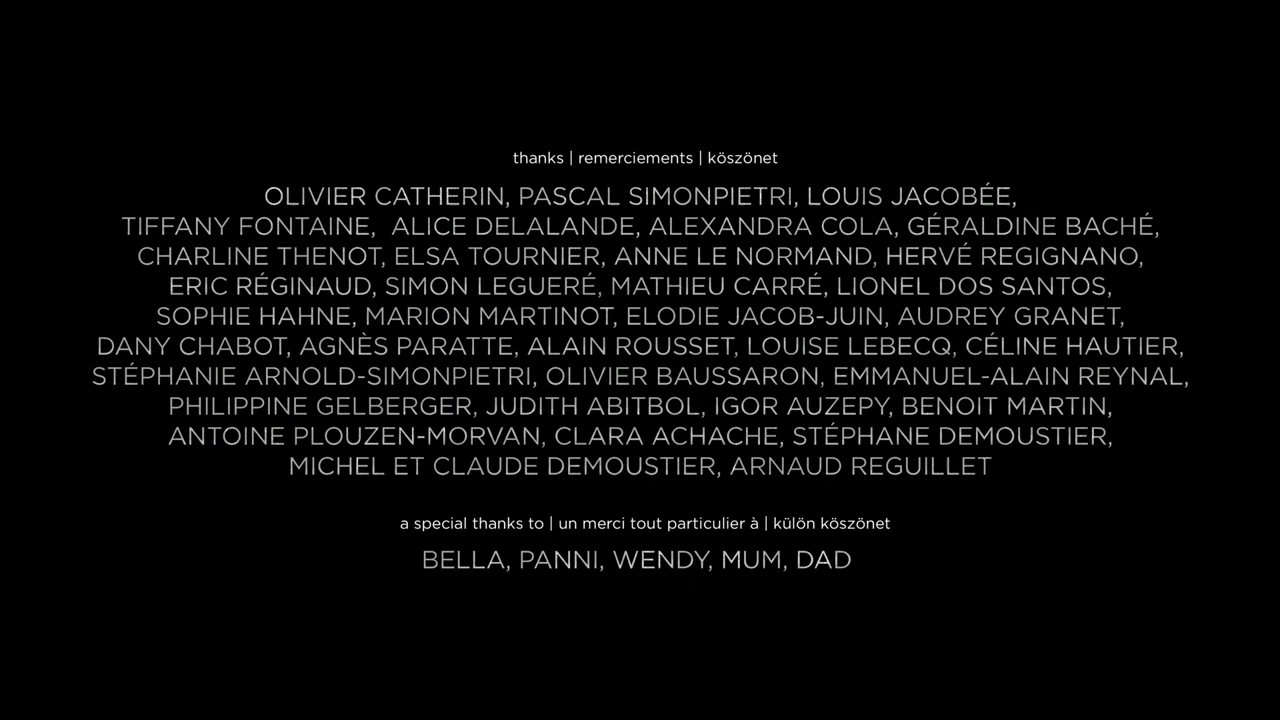 thanks | remerciements | köszönet
OLIVIER CATHERIN, PASCAL SIMONPIETRI, LOUIS JACOBÉE,
TIFFANY FONTAINE, ALICE DELALANDE, ALEXANDRA COLA, GÉRALDINE BACHÉ,
CHARLINE THENOT, ELSA TOURNIER, ANNE LE NORMAND, HERVÉ REGIGNANO,
ERIC RÉGINAUD, SIMON LEGUERÉ, MATHIEU CARRÉ, LIONEL DOS SANTOS,
SOPHIE HAHNE, MARION MARTINOT, ELODIE JACOB-JUIN, AUDREY GRANET,
DANY CHABOT, AGNÈS PARATTE, ALAIN ROUSSET, LOUISE LEBECQ, CÉLINE HAUTIER,
STÉPHANIE ARNOLD-SIMONPIETRI, OLIVIER BAUSSARON, EMMANUEL-ALAIN REYNAL,
PHILIPPINE GELBERGER, JUDITH ABITBOL, IGOR AUZEPY, BENOIT MARTIN,
ANTOINE PLOUZEN-MORVAN, CLARA ACHACHE, STÉPHANE DEMOUSTIER,
MICHEL ET CLAUDE DEMOUSTIER, ARNAUD REGUILLET
a special thanks to | un merci tout particulier à | külön köszönet
BELLA, PANNI, WENDY, MUM, DAD